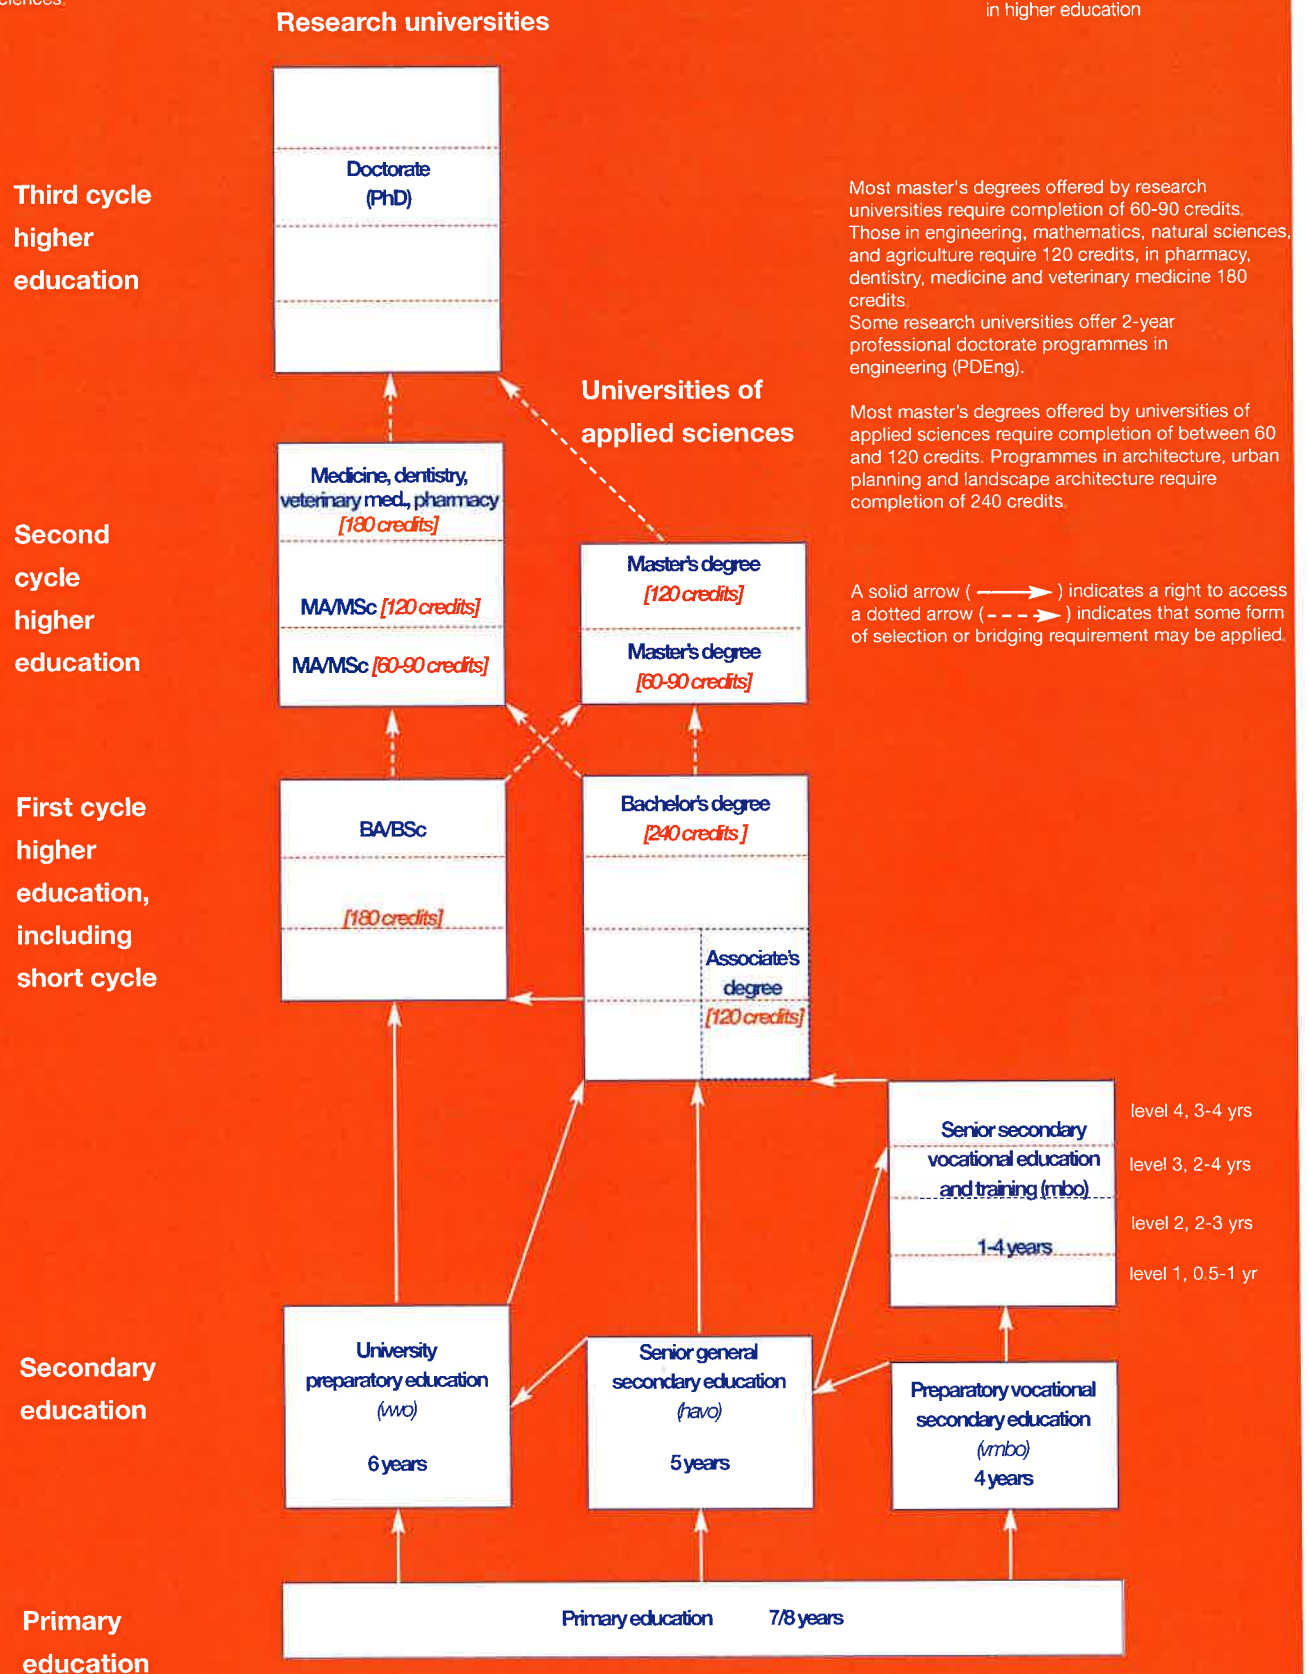 ciences.
Research universities
in higher education
Third cycle
higher
education
Doctorate
(PhD)
Most master's degrees offered by research
universities require completion of 60-90 credits.
Those in engineering, mathematics, natural sciences,
and agriculture require 120 credits, in pharmacy,
dentistry, medicine and veterinary medicine 180
credits.
Some research universities offer 2-year
professional doctorate programmes in
engineering (PDEng).
Universities of
applied sciences
Most master's degrees offered by universities of
applied sciences require completion of between 60
and 120 credits. Programmes in architecture, urban
planning and landscape architecture require
completion of 240 credits.
Second
cycle
higher
education
Medicine, dentistry,
veterinary med., pharmacy
[180 credits]
MA/MSc [120 credits]
MA/MSc [60-90 credits]
Master's degree
[120 credits]
Master's degree
[60-90 credits]
A solid arrow ( ) indicates a right to access
a dotted arrow ( ) indicates that some form
of selection or bridging requirement may be applied.
First cycle
higher
education,
including
short cycle
BA/BSc
[180 credits]
Bachelor's degree
[240 credits ]
Associate's
degree
[120 credits]
Senior secondary
vocational education
and training (mbo)
1-4 years
level 4, 3-4 yrs
level 3, 2-4 yrs
level 2, 2-3 yrs
level 1, 0.5-1 yr
Secondary
education
University
preparatory education
(vwo)
6 years
Senior general
secondary education
(havo)
5 years
Preparatory vocational
secondary education
(vmbo)
4 years
Primary
education
Primary education 7/8 years